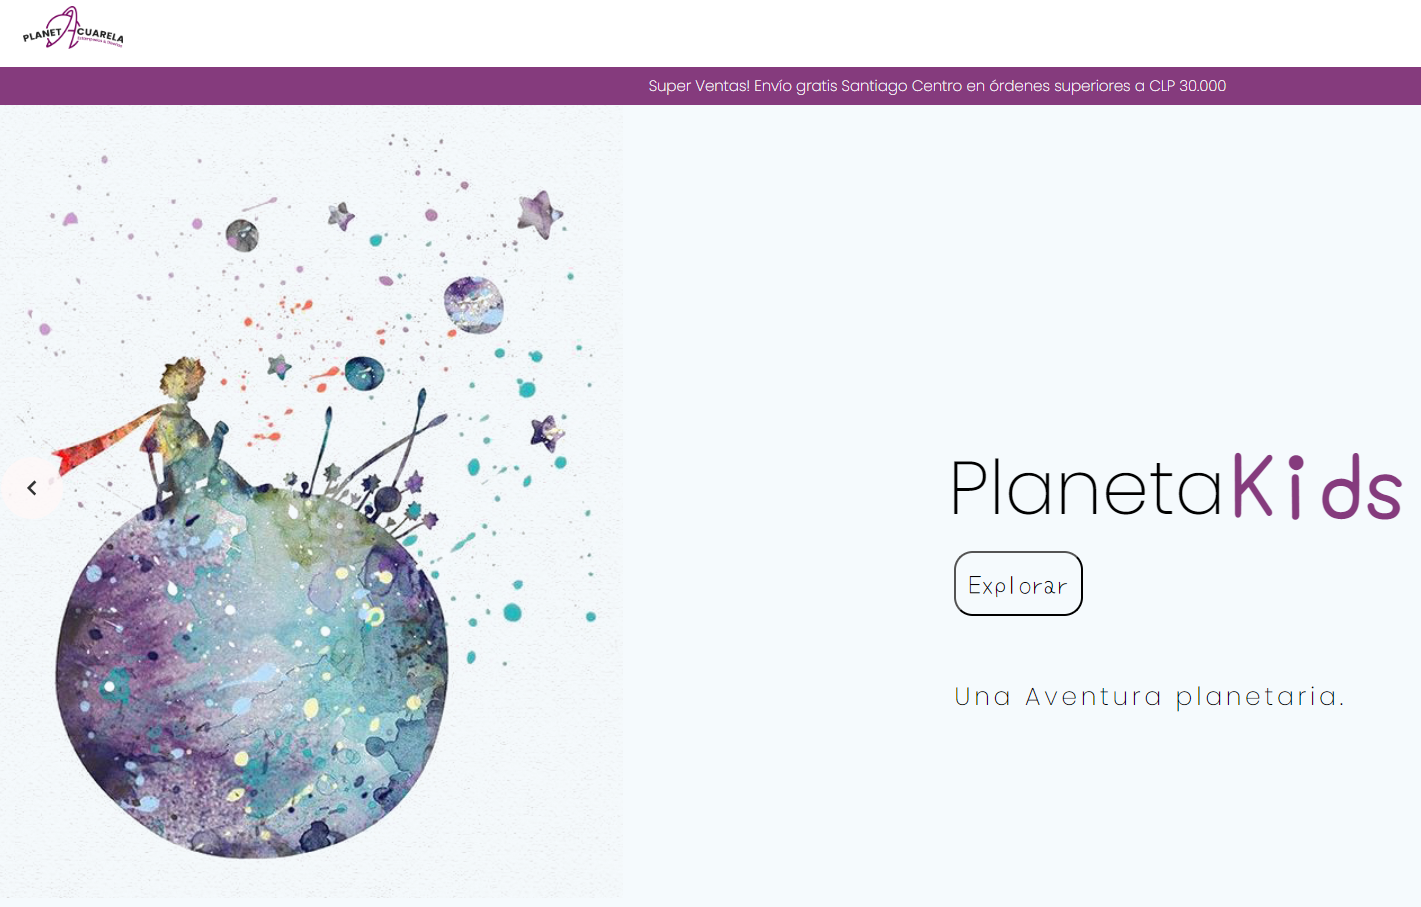 PLANET ACUARELA
Super Ventas! Envío gratis Santiago Centro en órdenes superiores a CLP 30.000
PlanetaKids
Explorar
Una Aventura planetaria.